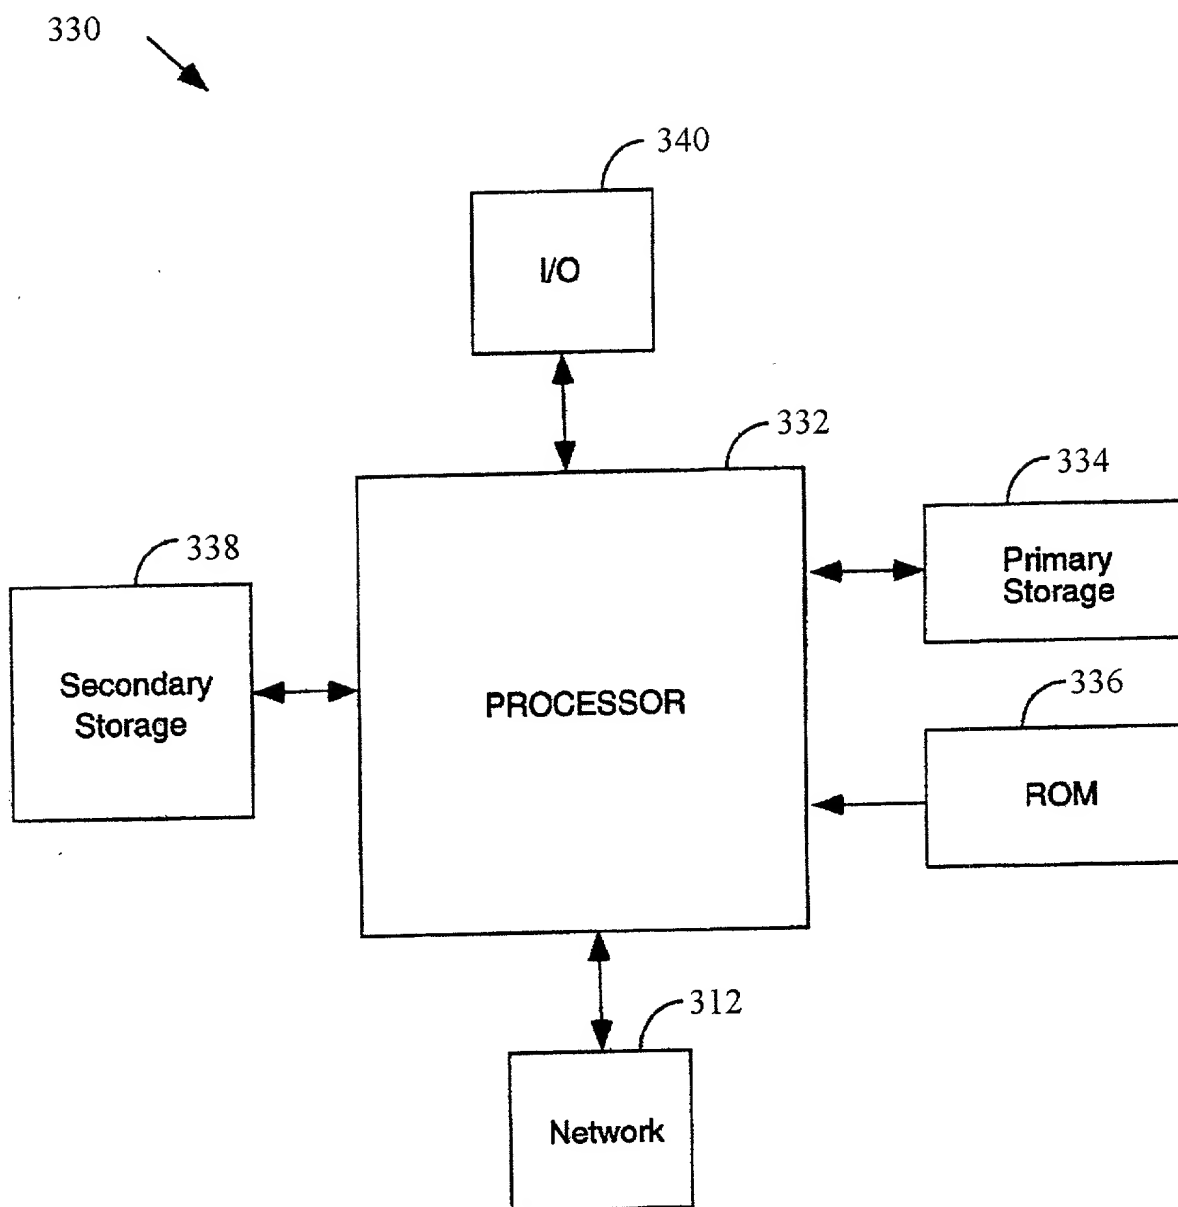 330
340
I/O
332
334
Primary
Storage
338
Secondary
Storage
PROCESSOR
336
ROM
312
Network